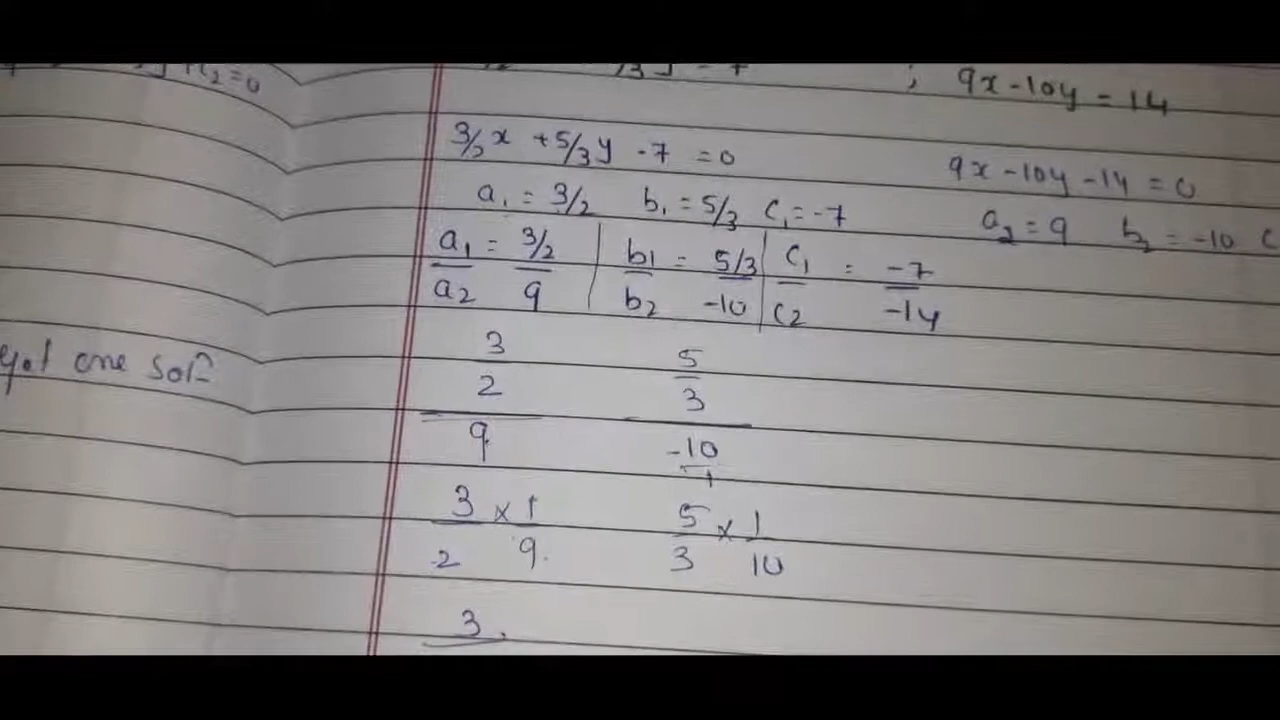 9x - 10y = 14
3/2x + 5/3y - 7 = 0 9x - 10y - 14 = 0
a1 = 3/2 b1 = 5/3 c1 = -7 a2 = 9 b2 = -10 C
a1/a2 = 3/2/9 | b1/b2 = 5/3/-10 | c1/c2 = -7/-14
3/2/9 5/3/-10
got one sol^n
3/2 × 1/9 5/3 × 1/10
3